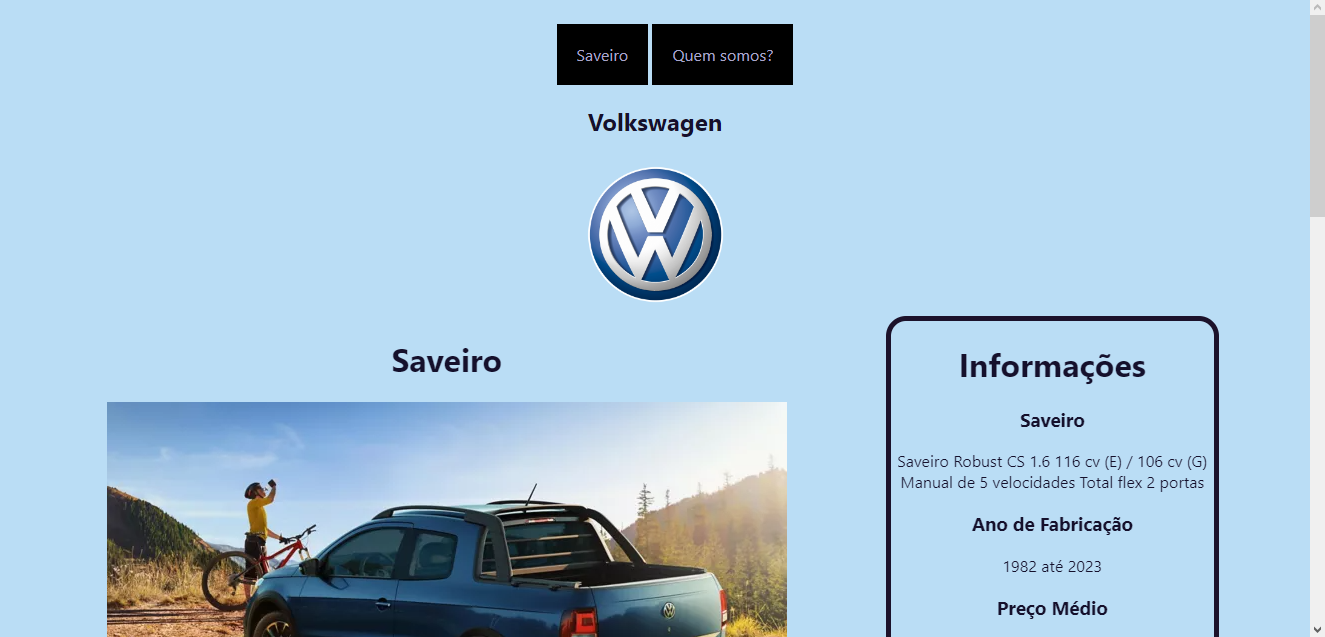 Saveiro
Quem somos?
Volkswagen
Saveiro
Informações
Saveiro
Saveiro Robust CS 1.6 116 cv (E) / 106 cv (G)
Manual de 5 velocidades Total flex 2 portas
Ano de Fabricação
1982 até 2023
Preço Médio